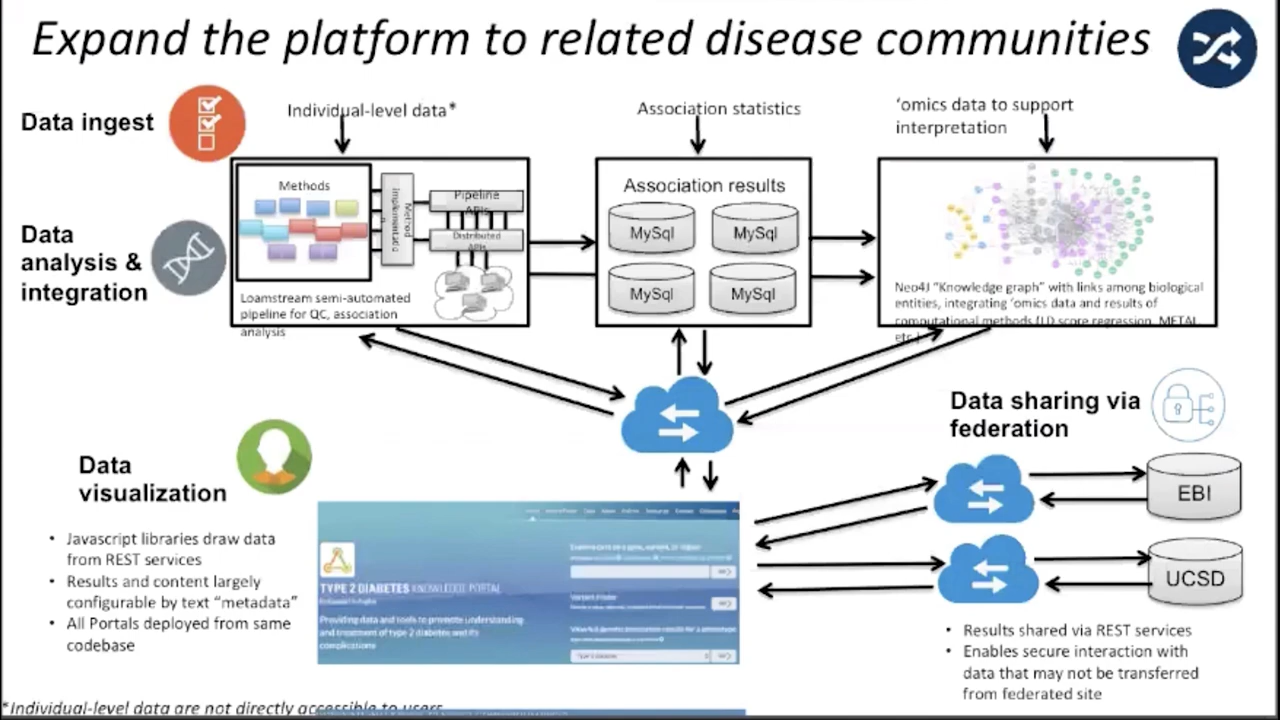 Expand the platform to related disease communities
Data ingest
Individual-level data*
Association statistics
‘omics data to support
interpretation
Data
analysis &
integration
Methods
Method
Pipeline
APIs
Distributed
APIs
Loamstream semi-automated
pipeline for QC, association
analysis
Association results
MySql
MySql
MySql
MySql
Neo4J “Knowledge graph” with links among biological
entities, integrating ‘omics data and results of
computational methods (LD score regression, METAL
etc.)
Data sharing via
federation
EBI
UCSD
• Results shared via REST services
• Enables secure interaction with
data that may not be transferred
from federated site
Data
visualization
• Javascript libraries draw data
from REST services
• Results and content largely
configurable by text “metadata”
• All Portals deployed from same
codebase
TYPE 2 DIABETES KNOWLEDGE PORTAL
Providing data and tools to promote understanding
and treatment of type 2 diabetes and its
complications
Variant Finder
*Individual-level data are not directly accessible to users